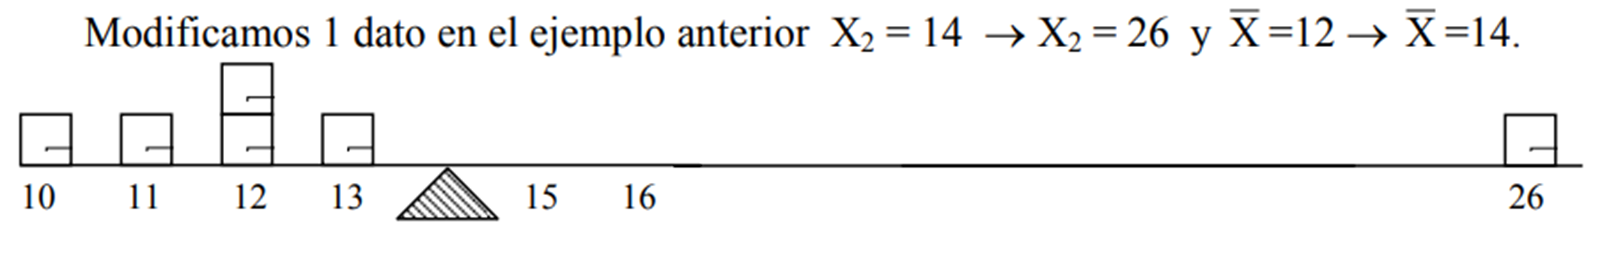 Modificamos 1 dato en el ejemplo anterior X₂ = 14 → X₂ = 26 y X̅ =12 → X̅ =14.
10 11 12 13 15 16 26